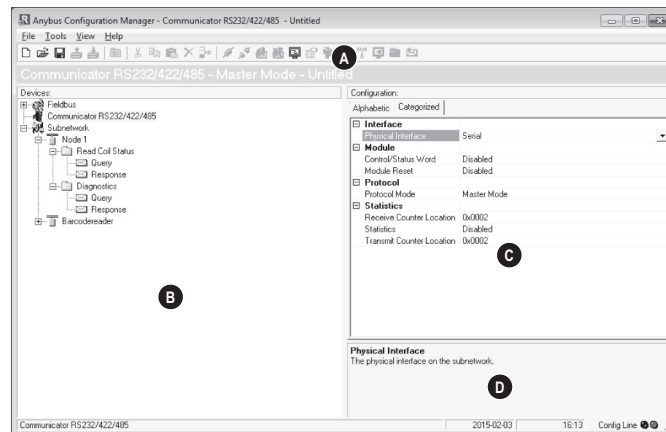 Anybus Configuration Manager - Communicator RS232/422/485 - Untitled
File Tools View Help
A
Communicator RS232/422/485 - Master Mode - Untitled
Devices:
Fieldbus
Communicator RS232/422/485
Subnetwork
Node 1
Read Coil Status
Query
Response
Diagnostics
Query
Response
Barcodereader
B
Configuration:
Alphabetic Categorized
Interface
Physical Interface Serial
Module
Control/Status Word Disabled
Module Reset Disabled
Protocol
Protocol Mode Master Mode
Statistics
Receive Counter Location 0x0002
Statistics Disabled
Transmit Counter Location 0x0002
C
Physical Interface
The physical interface on the subnetwork.
D
Communicator RS232/422/485 2015-02-03 16:13 Config Line